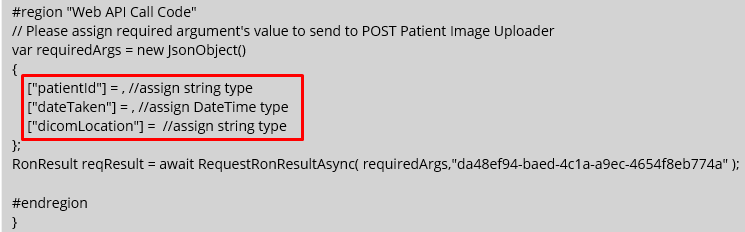 #region "Web API Call Code"
// Please assign required argument's value to send to POST Patient Image Uploader
var requiredArgs = new JsonObject()
{
["patientId"] = , //assign string type
["dateTaken"] = , //assign DateTime type
["dicomLocation"] =  //assign string type
};
RonResult reqResult = await RequestRonResultAsync( requiredArgs,"da48ef94-baed-4c1a-a9ec-4654f8eb774a" );
#endregion
}